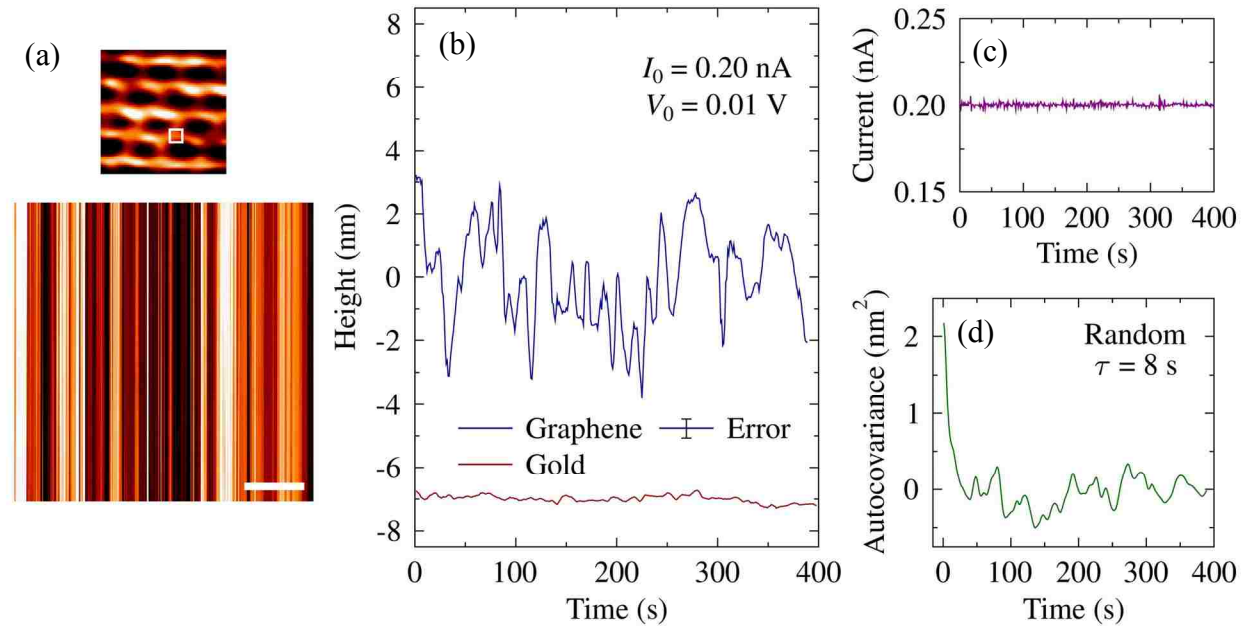 (a)
(b)
I₀ = 0.20 nA
V₀ = 0.01 V
8
6
4
2
0
-2
-4
-6
-8
Height (nm)
Graphene
Error
Gold
0
100
200
300
400
Time (s)
(c)
0.25
0.20
0.15
Current (nA)
0
100
200
300
400
Time (s)
(d)
Random
τ = 8 s
2
1
0
Autocovariance (nm²)
0
100
200
300
400
Time (s)